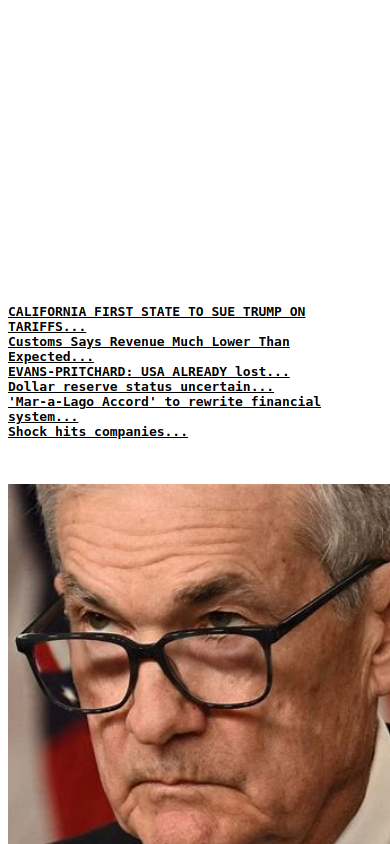 CALIFORNIA FIRST STATE TO SUE TRUMP ON
TARIFFS...
Customs Says Revenue Much Lower Than
Expected...
EVANS-PRITCHARD: USA ALREADY lost...
Dollar reserve status uncertain...
'Mar-a-Lago Accord' to rewrite financial
system...
Shock hits companies...